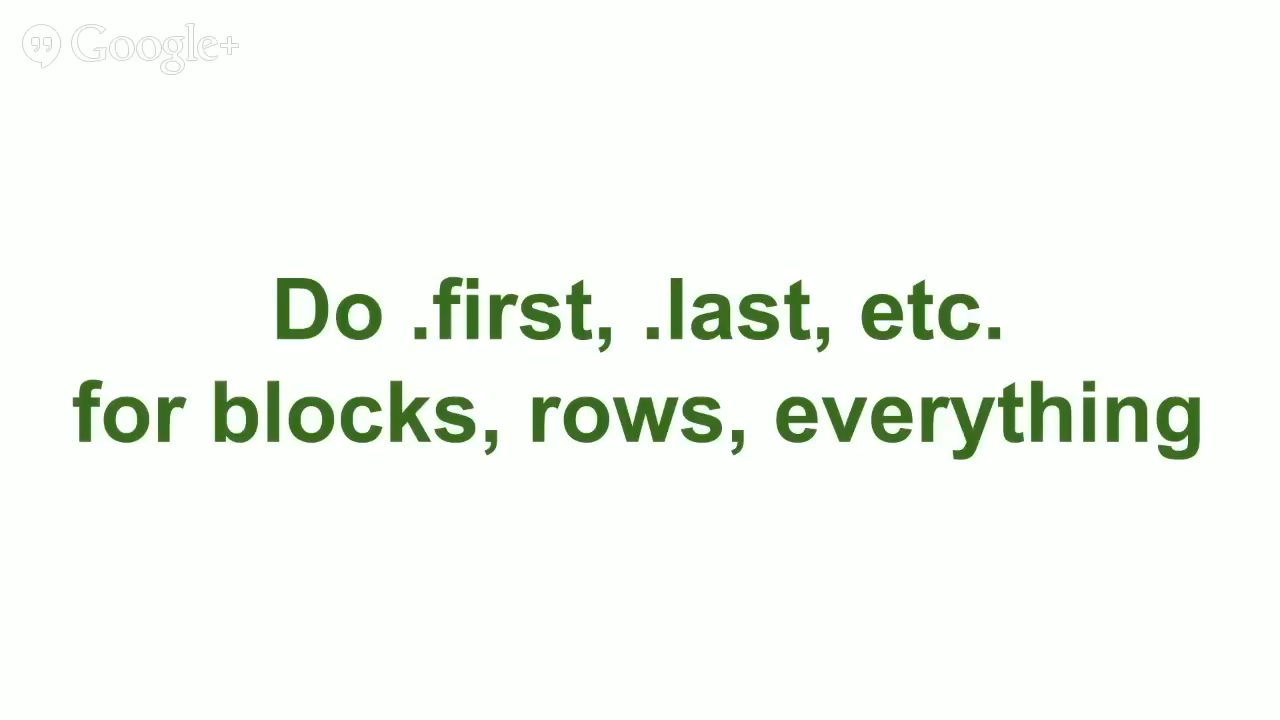 Google+
Do .first, .last, etc.
for blocks, rows, everything